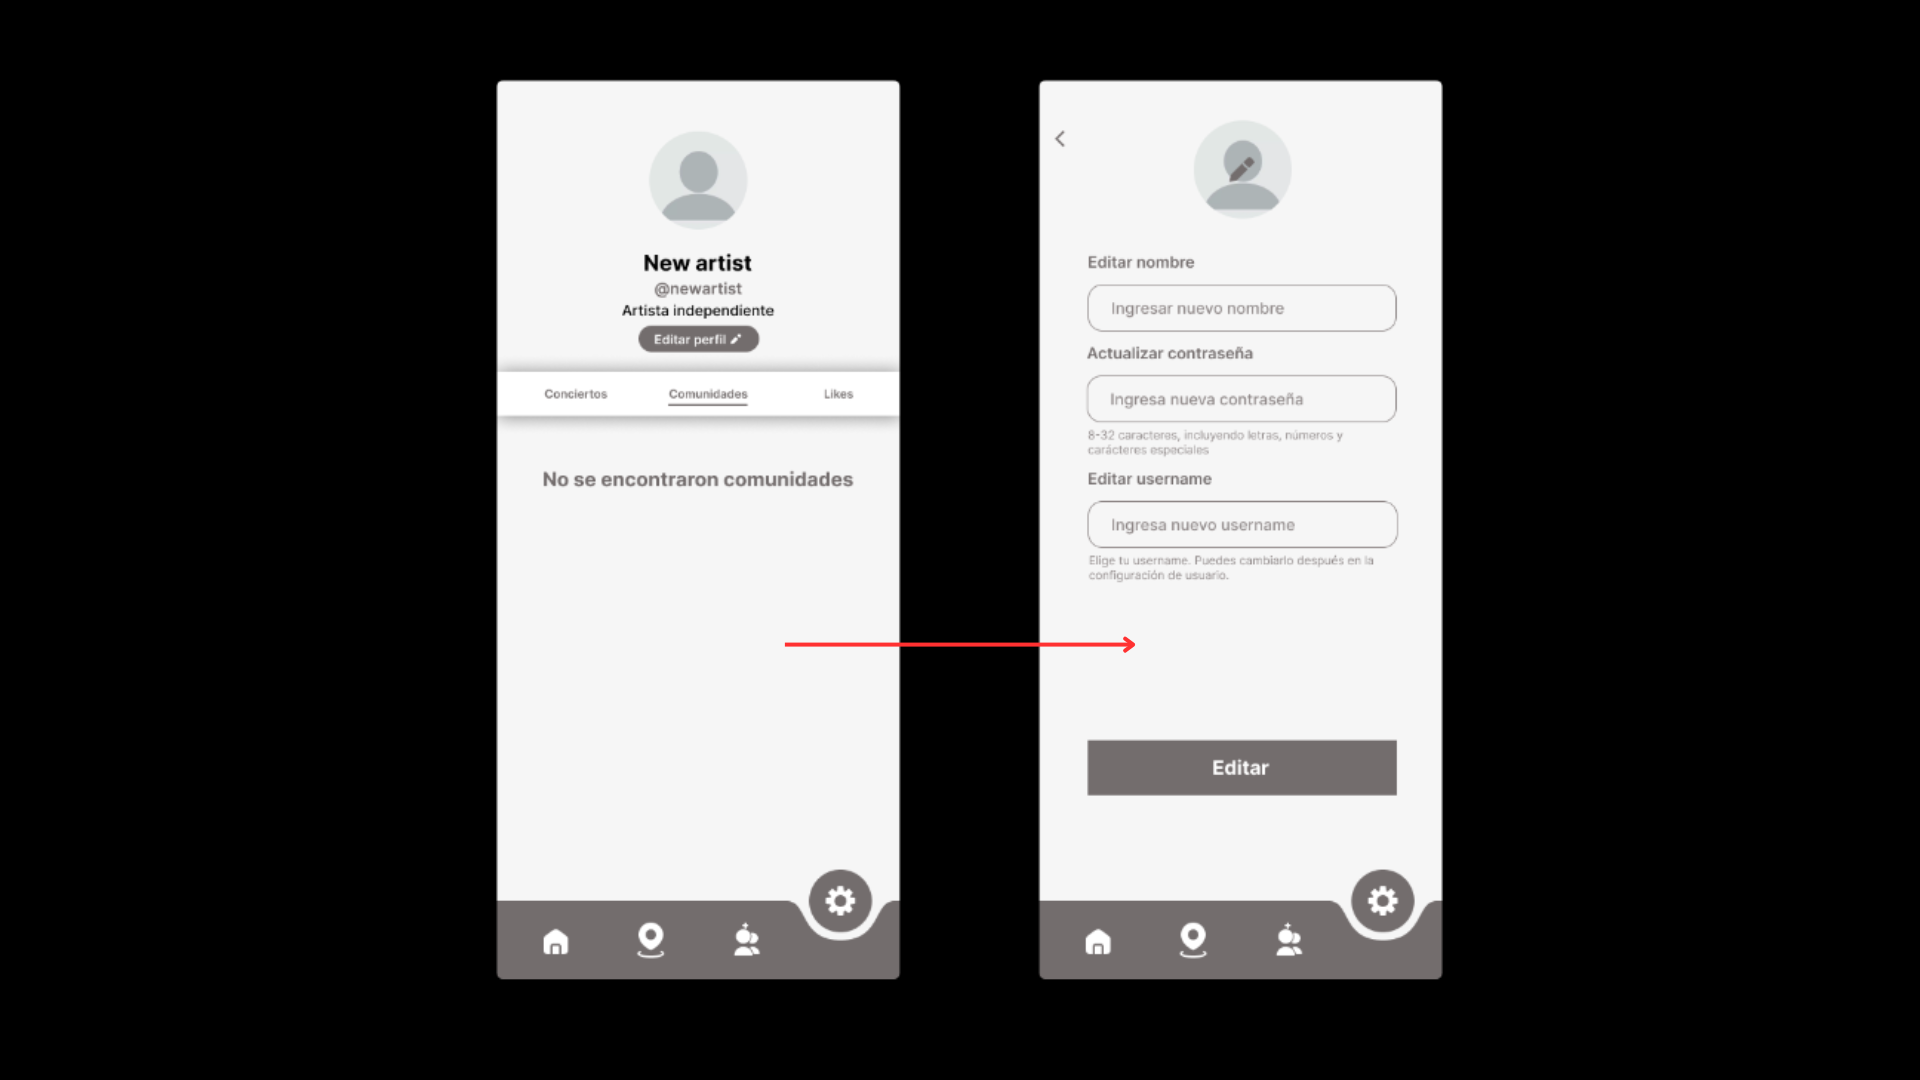 New artist
@newartist
Artista independiente
Editar perfil
Conciertos
Comunidades
Likes
No se encontraron comunidades
Editar nombre
Ingresar nuevo nombre
Actualizar contraseña
Ingresa nueva contraseña
8-32 caracteres, incluyendo letras, números y
carácteres especiales
Editar username
Ingresa nuevo username
Elige tu username. Puedes cambiarlo después en la
configuración de usuario.
Editar